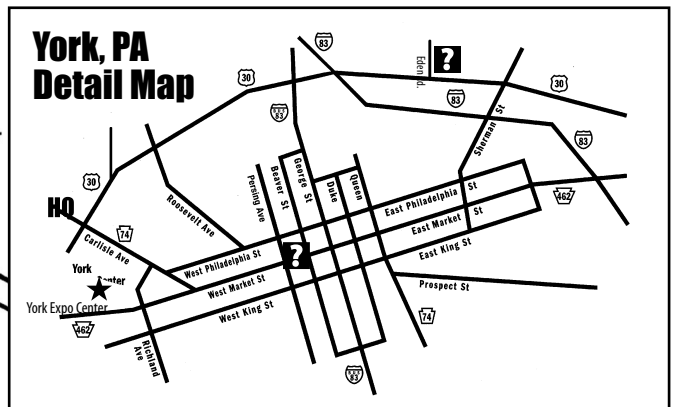 York, PA
Detail Map
83
30
Eden Rd.
?
30
83
83
83
Sherman St
30
HQ
Roosevelt Ave
Persing Ave
Beaver St
George St
Duke
Queen
East Philadelphia St
462
74
Carlisle Ave
East Market St
East King St
West Philadelphia St
?
York
Center
York Expo Center
West Market St
West King St
Prospect St
462
74
Richland
Ave
83